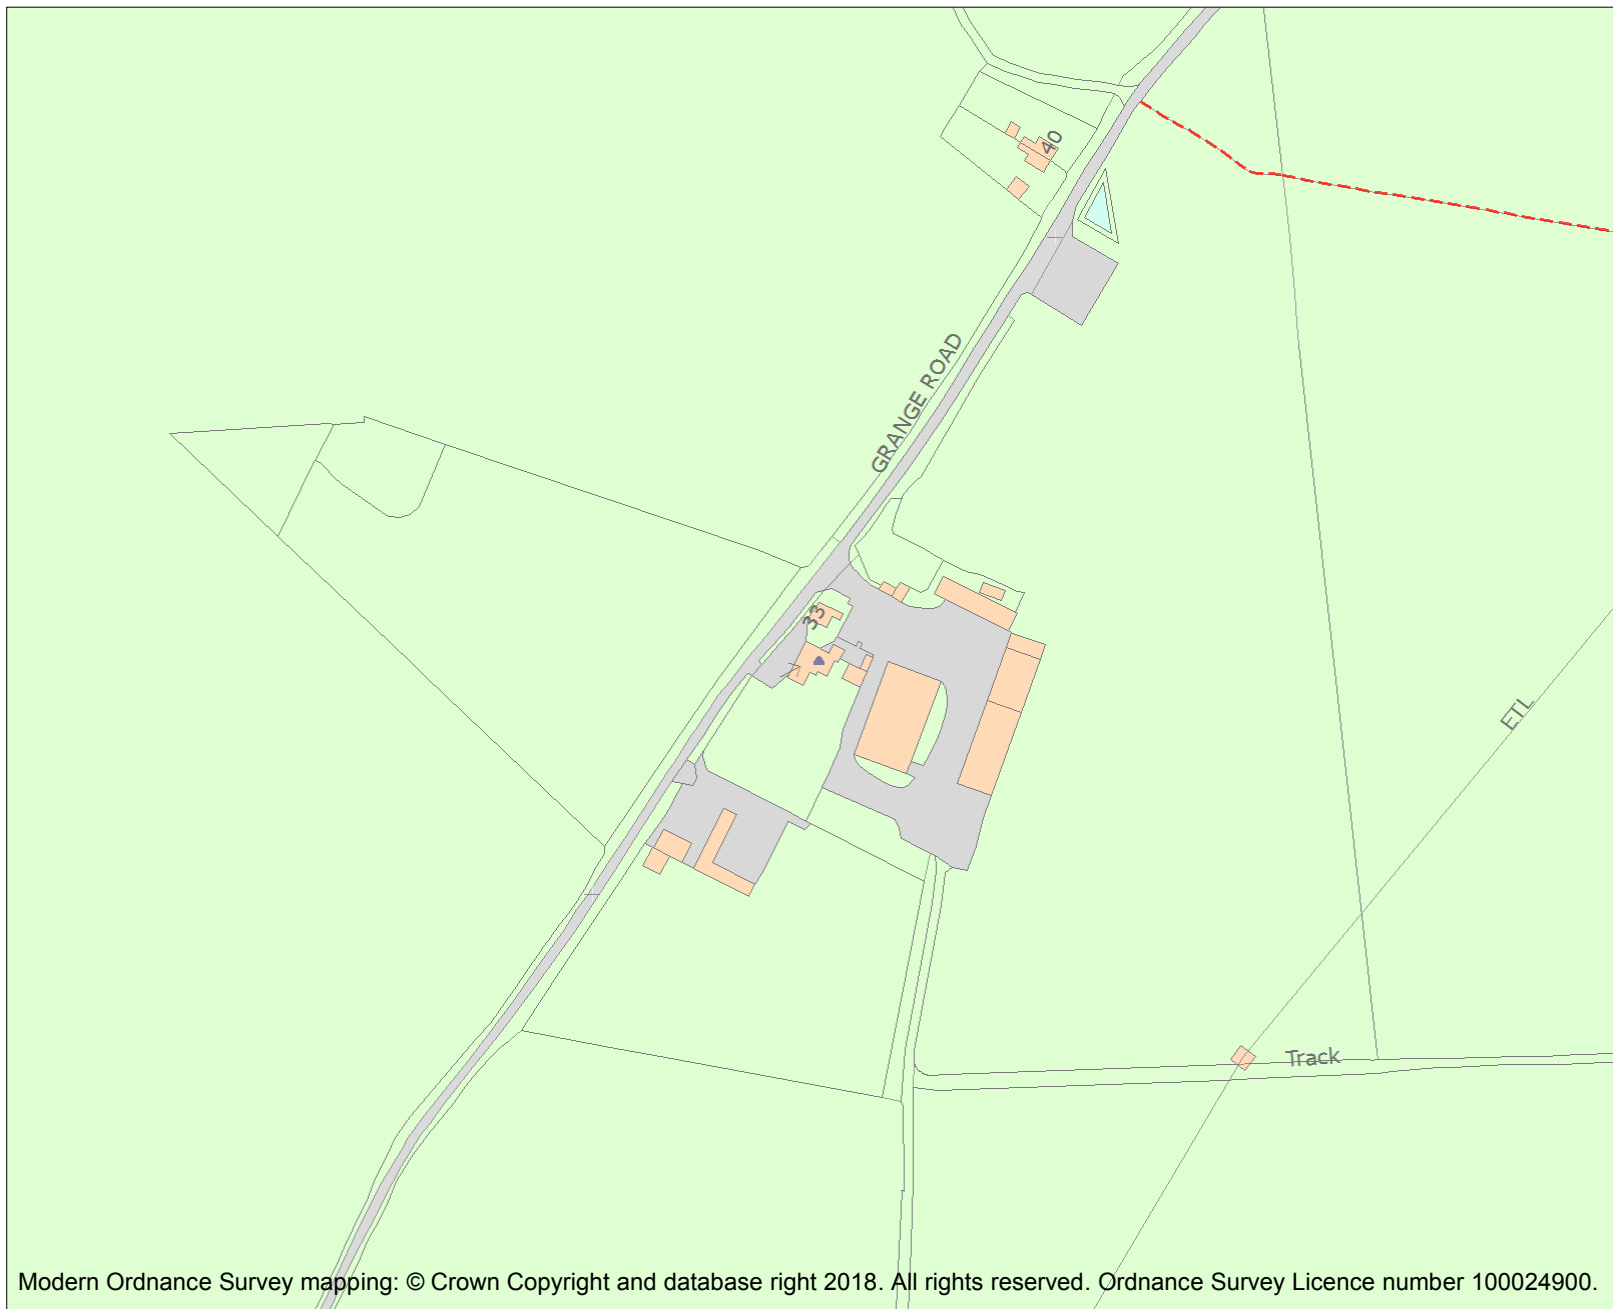 40
GRANGE ROAD
33
ETL
Track
Modern Ordnance Survey mapping: © Crown Copyright and database right 2018. All rights reserved. Ordnance Survey Licence number 100024900.